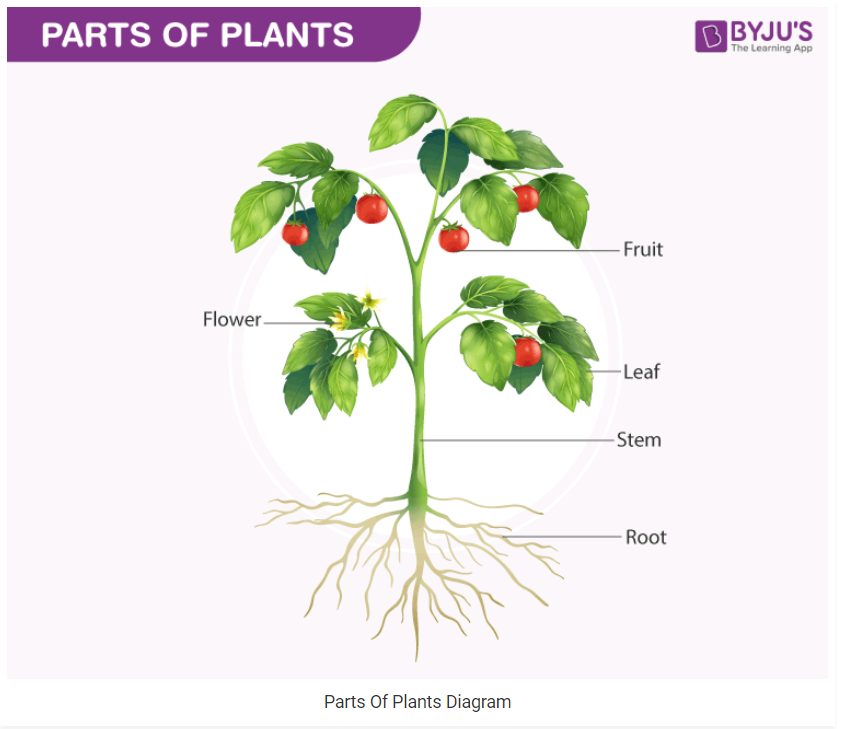 PARTS OF PLANTS
BYJU'S
The Learning App
Fruit
Flower
Leaf
Stem
Root
Parts Of Plants Diagram